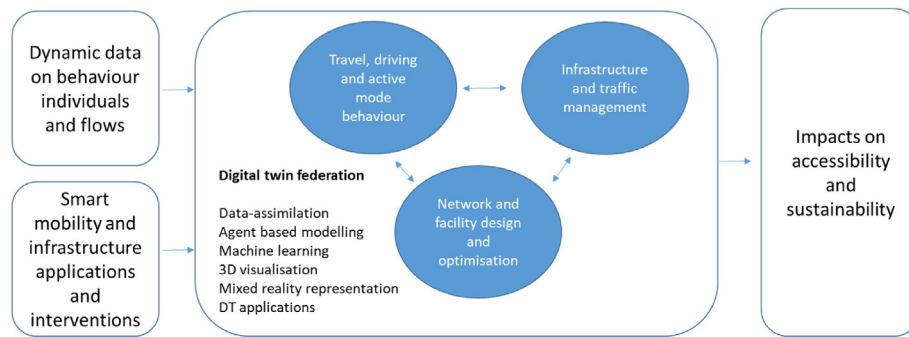 Dynamic data
on behaviour
individuals
and flows
Smart
mobility and
infrastructure
applications
and
interventions
Travel, driving
and active
mode
behaviour
Infrastructure
and traffic
management
Network and
facility design
and
optimisation
Digital twin federation
Data-assimilation
Agent based modelling
Machine learning
3D visualisation
Mixed reality representation
DT applications
Impacts on
accessibility
and
sustainability